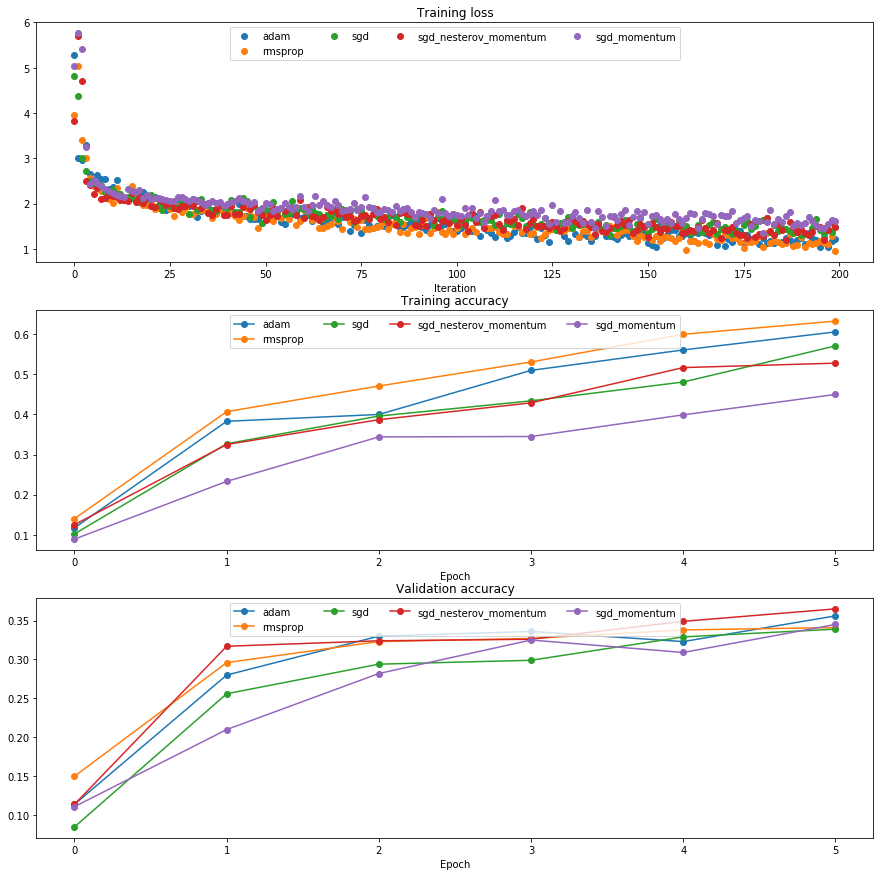 Training loss
adam sgd sgd_nesterov_momentum sgd_momentum
rmsprop
6
5
4
3
2
1
0 25 50 75 100 125 150 175 200
Iteration
Training accuracy
adam sgd sgd_nesterov_momentum sgd_momentum
rmsprop
0.6
0.5
0.4
0.3
0.2
0.1
0 1 2 3 4 5
Epoch
Validation accuracy
adam sgd sgd_nesterov_momentum sgd_momentum
rmsprop
0.35
0.30
0.25
0.20
0.15
0.10
0 1 2 3 4 5
Epoch